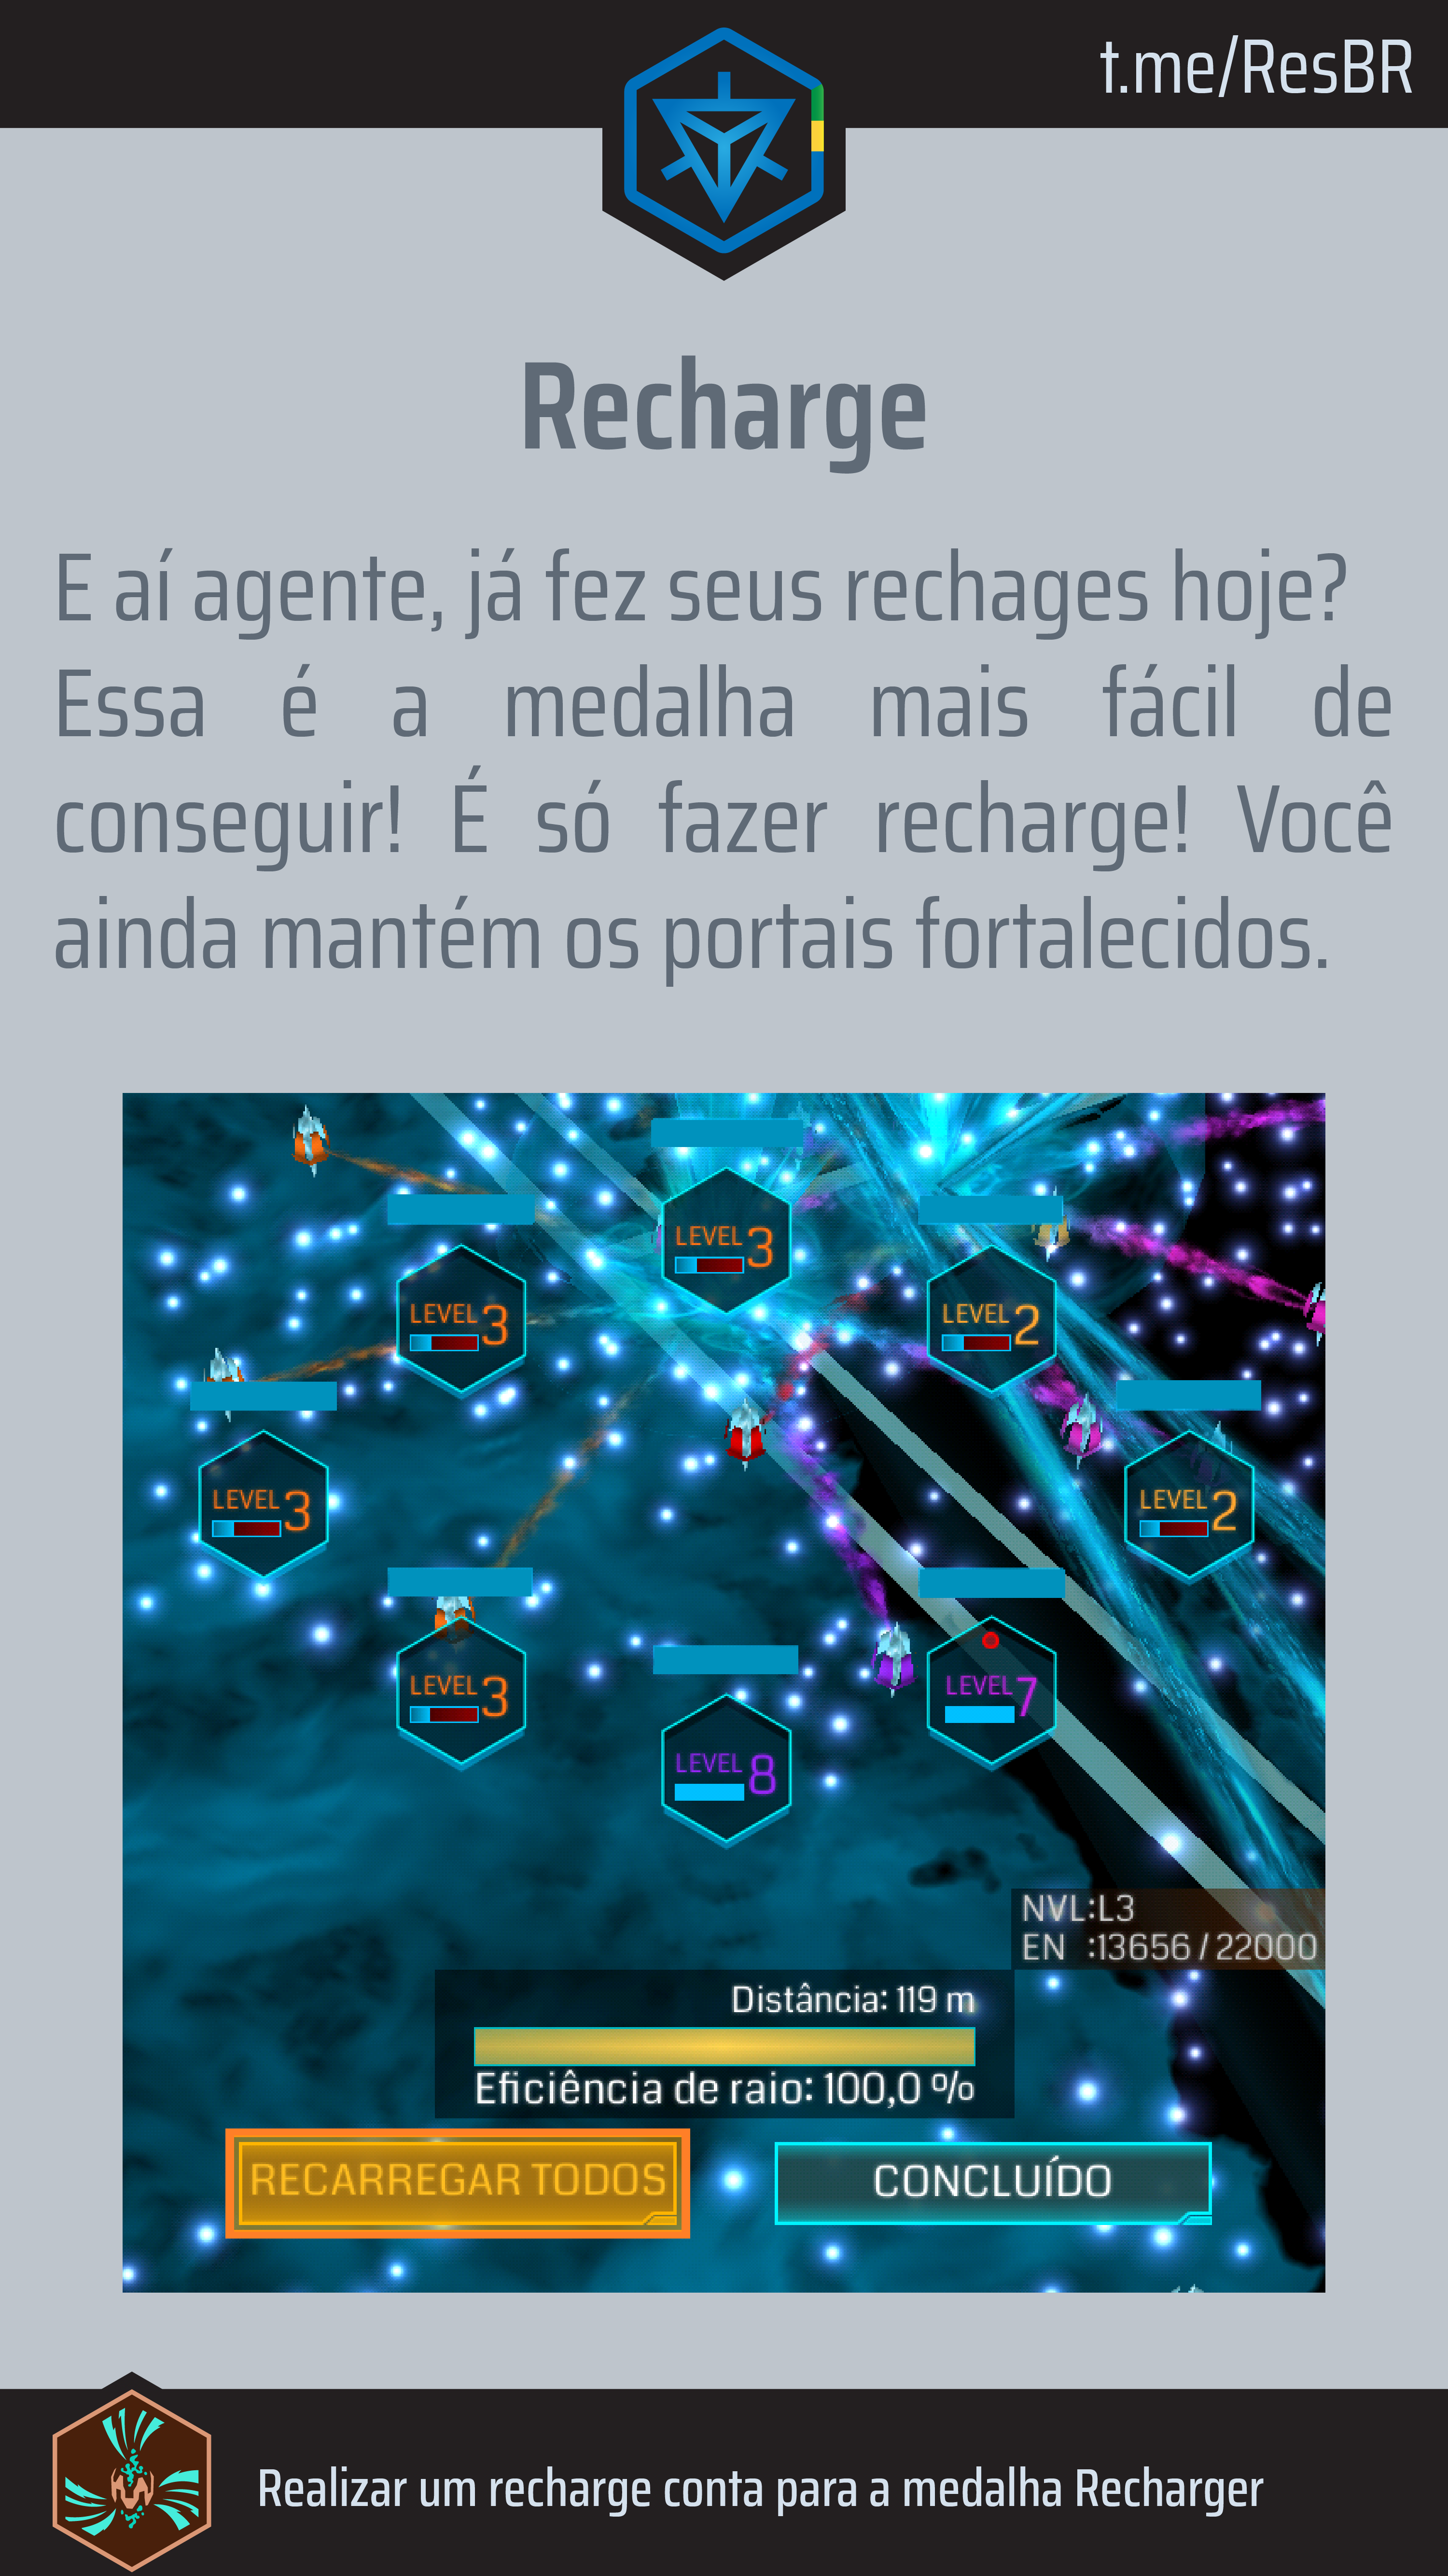 t.me/ResBR
Recharge
E aí agente, já fez seus rechages hoje?
Essa é a medalha mais fácil de
conseguir! É só fazer recharge! Você
ainda mantém os portais fortalecidos.
LEVEL 3
LEVEL 3
LEVEL 2
LEVEL 3
LEVEL 2
LEVEL 3
LEVEL 7
LEVEL 8
NVL:L3
EN :13656 / 22000
Distância: 119 m
Eficiência de raio: 100,0 %
RECARREGAR TODOS
CONCLUÍDO
Realizar um recharge conta para a medalha Recharger